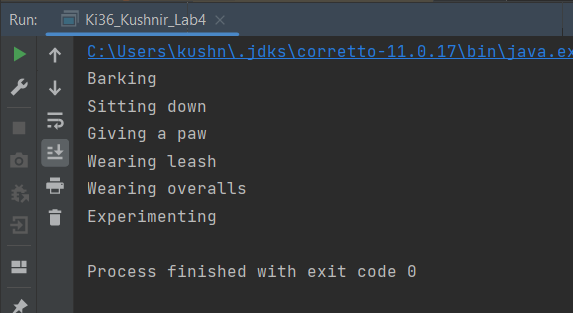 Run: Ki36_Kushnir_Lab4
C:\Users\kushn\.jdks\corretto-11.0.17\bin\java.ex
Barking
Sitting down
Giving a paw
Wearing leash
Wearing overalls
Experimenting
Process finished with exit code 0